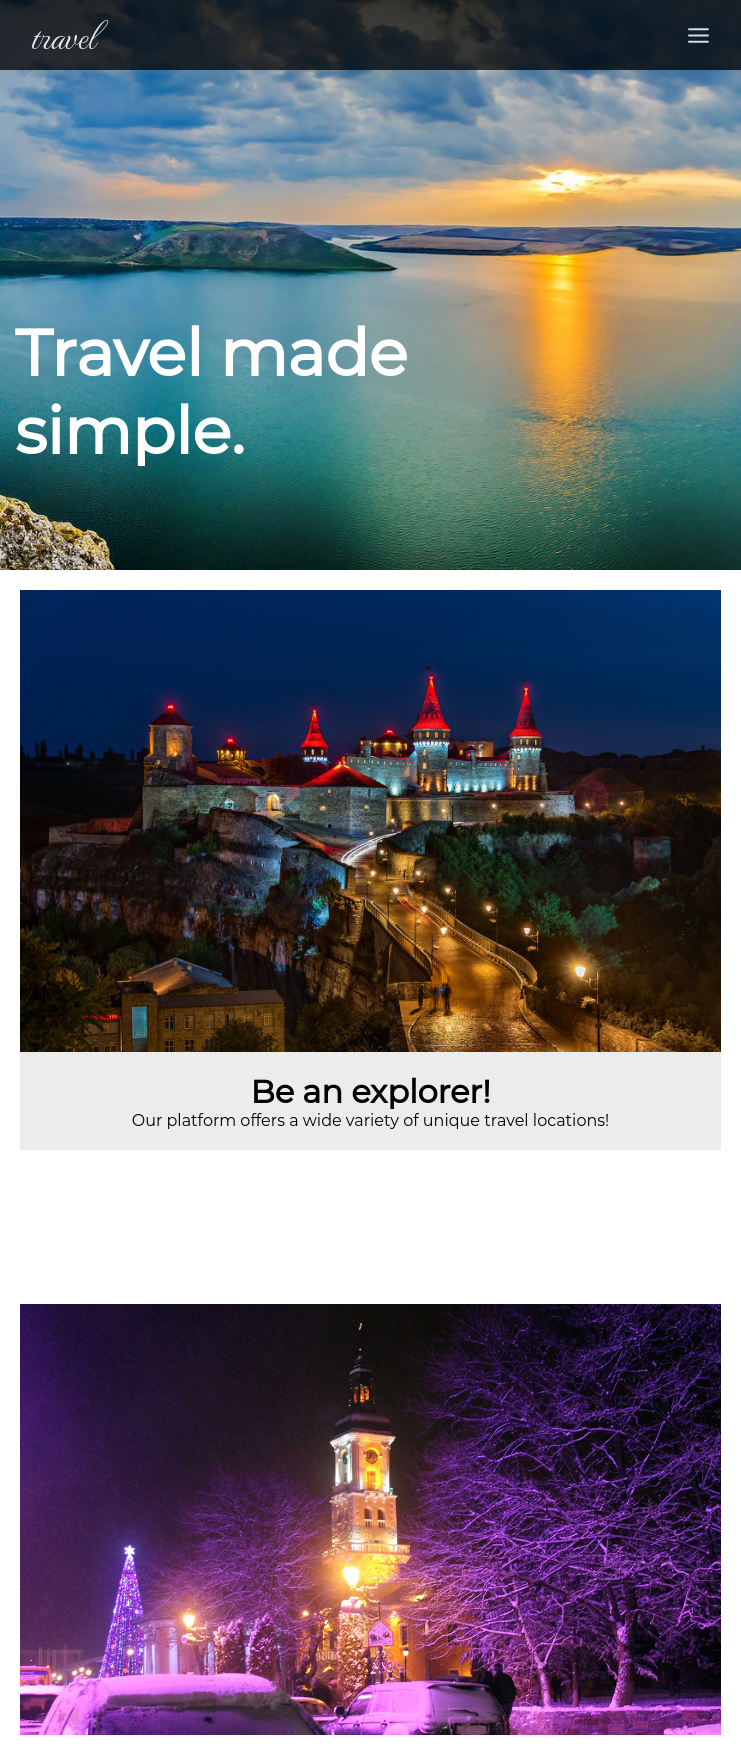 travel
Travel made
simple.
Be an explorer!
Our platform offers a wide variety of unique travel locations!